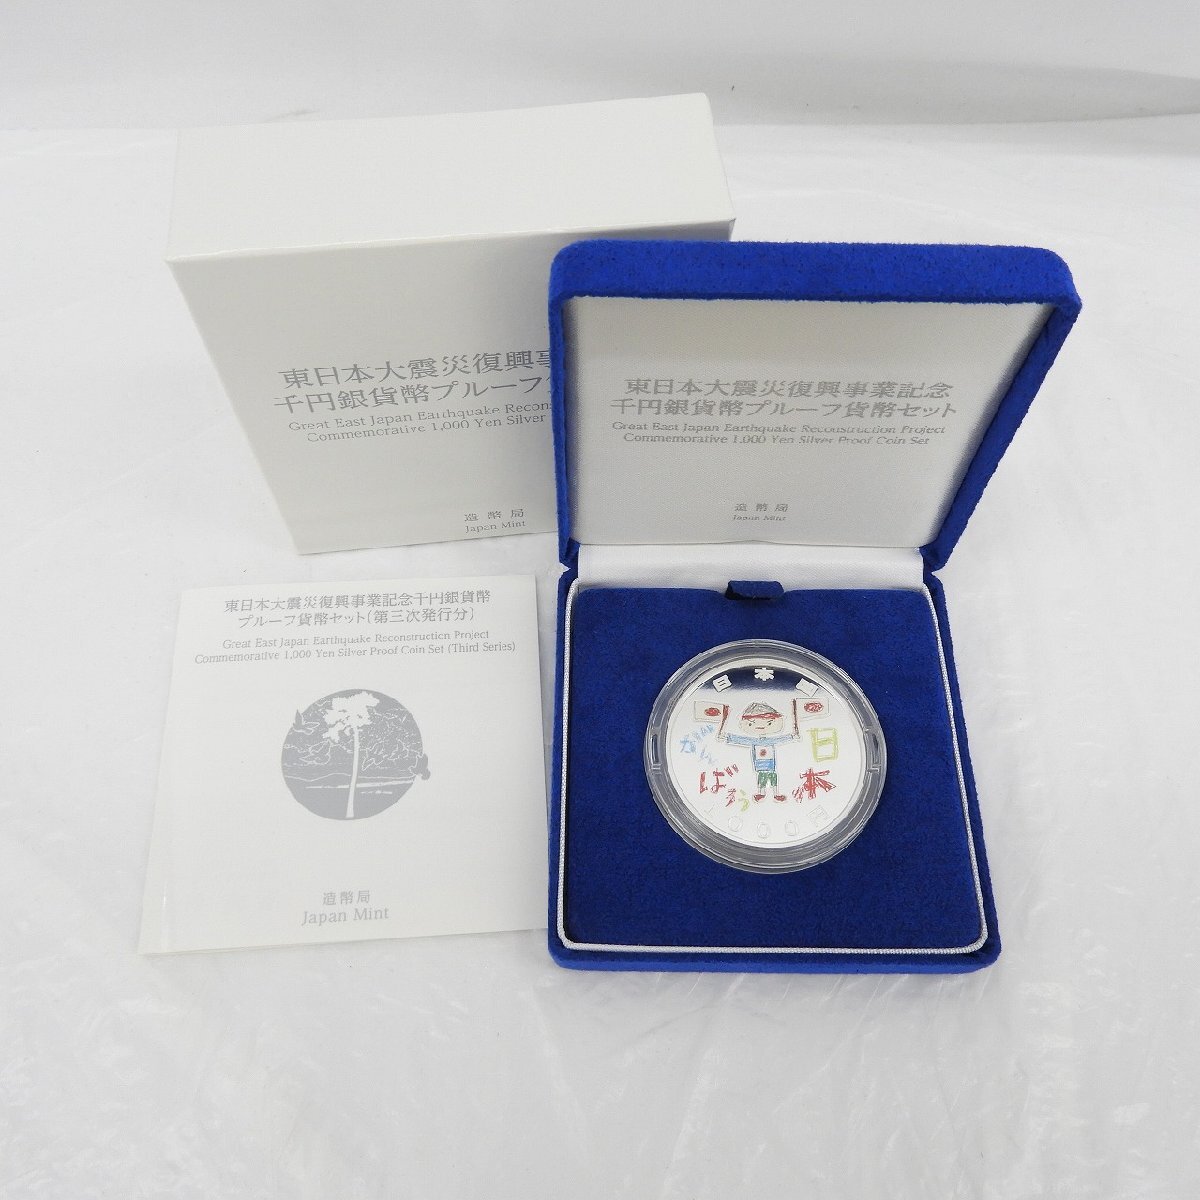 東日本大震災復興事
千円銀貨幣プルーフ
Great East Japan Earthquake
Commemorative 1,000 Yen Silver
造幣局
Japan Mint
東日本大震災復興事業記念
千円銀貨幣プルーフ貨幣セット
Great East Japan Earthquake Reconstruction Project
Commemorative 1,000 Yen Silver Proof Coin Set
造幣局
Japan Mint
東日本大震災復興事業記念千円銀貨幣
プルーフ貨幣セット〔第三次発行分〕
Great East Japan Earthquake Reconstruction Project
Commemorative 1,000 Yen Silver Proof Coin Set (Third Series)
造幣局
Japan Mint
日本国
がんばろう
日本
1000円